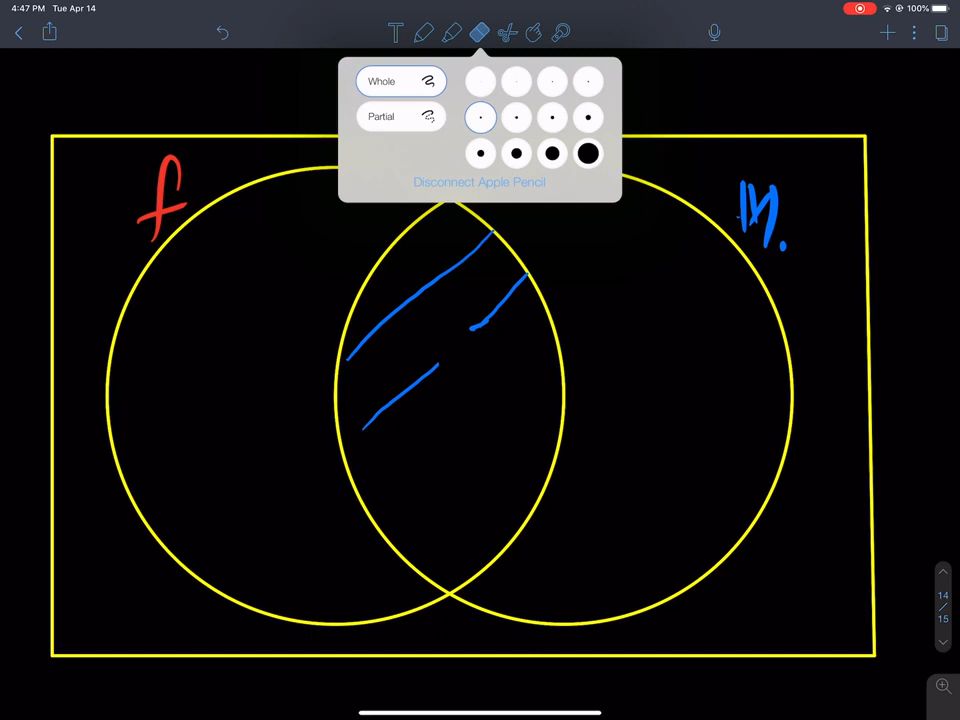 4:47 PM Tue Apr 14
100%
T
Whole
Partial
Disconnect Apple Pencil
f
14
/
15